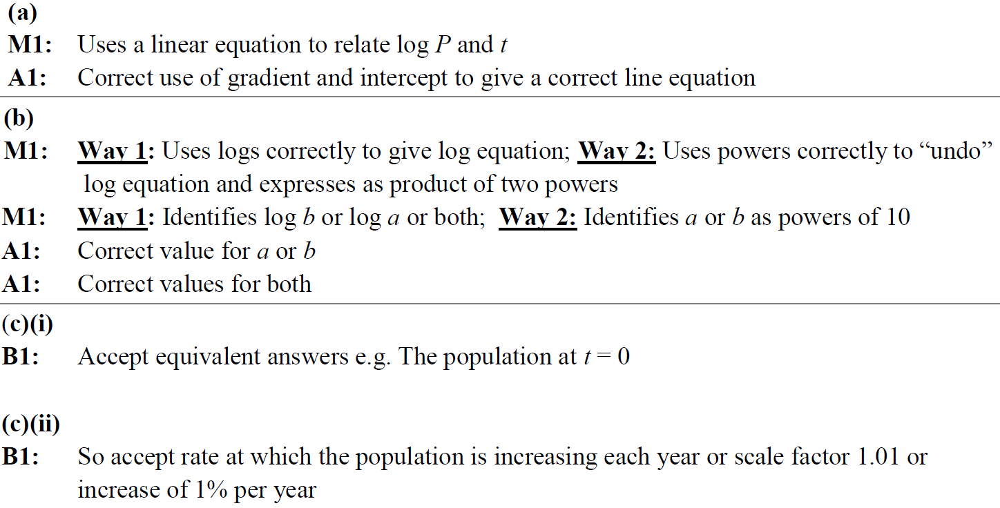 (a)
M1: Uses a linear equation to relate log P and t
A1: Correct use of gradient and intercept to give a correct line equation
(b)
M1: Way 1: Uses logs correctly to give log equation; Way 2: Uses powers correctly to “undo”
log equation and expresses as product of two powers
M1: Way 1: Identifies log b or log a or both; Way 2: Identifies a or b as powers of 10
A1: Correct value for a or b
A1: Correct values for both
(c)(i)
B1: Accept equivalent answers e.g. The population at t = 0
(c)(ii)
B1: So accept rate at which the population is increasing each year or scale factor 1.01 or
increase of 1% per year